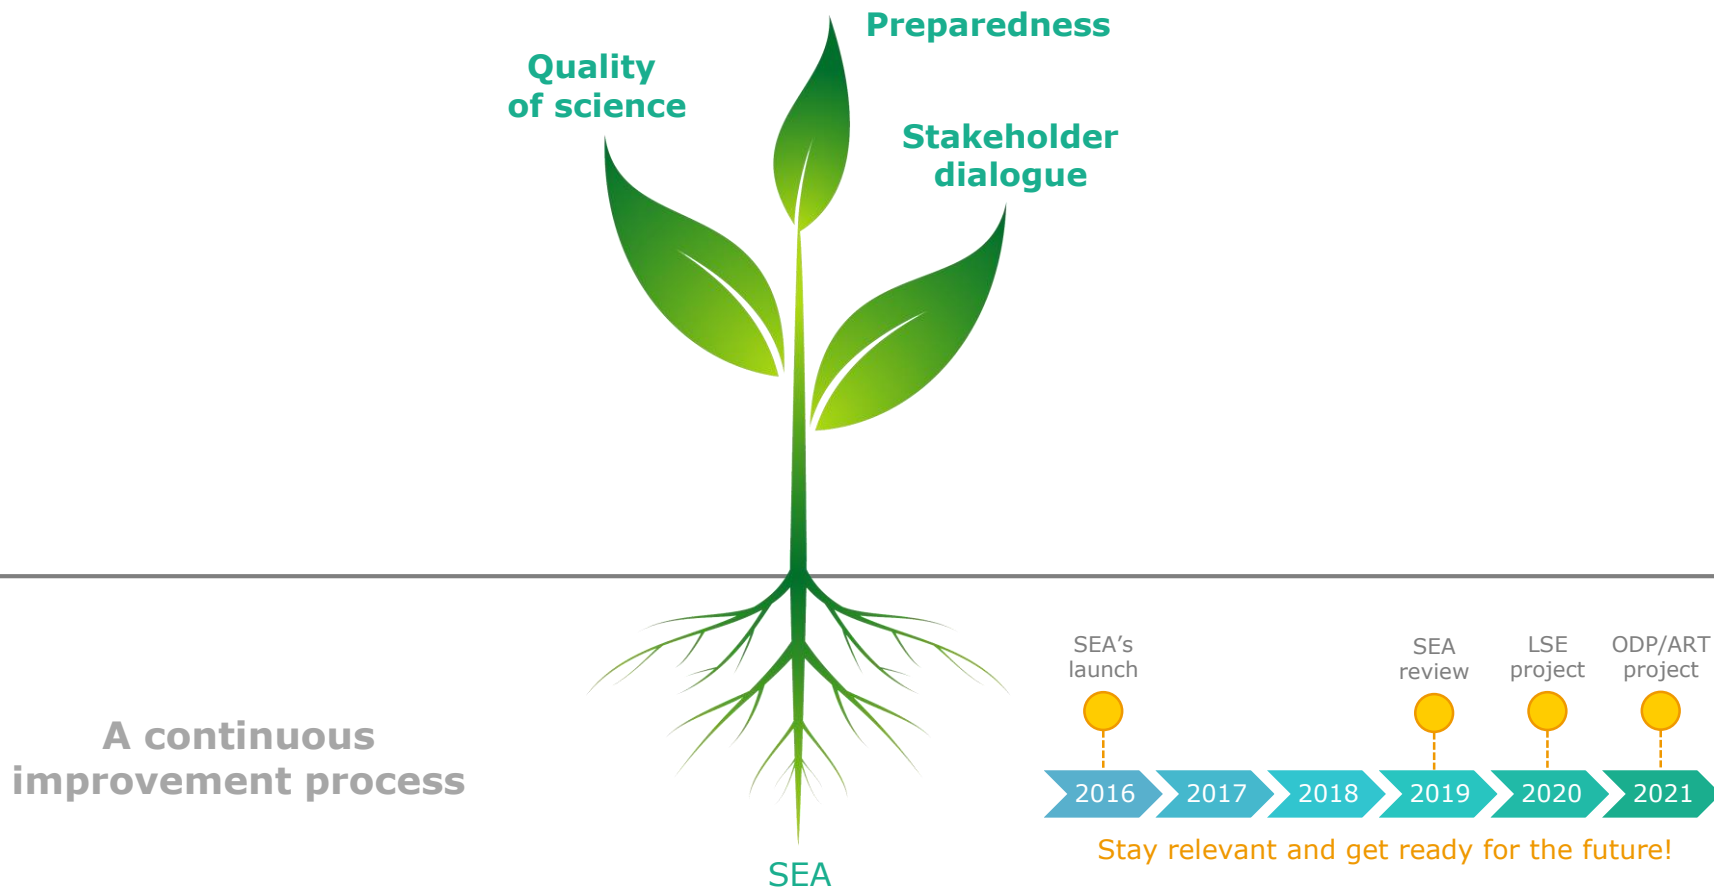 Preparedness
Quality
of science
Stakeholder
dialogue
A continuous
improvement process
SEA
SEA's
launch
SEA
review
LSE
project
ODP/ART
project
2016
2017
2018
2019
2020
2021
Stay relevant and get ready for the future!